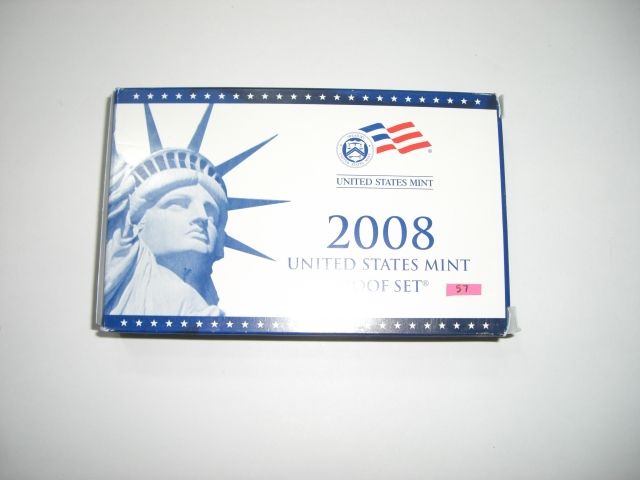 UNITED STATES MINT
2008
UNITED STATES MINT
OOF SET®
57